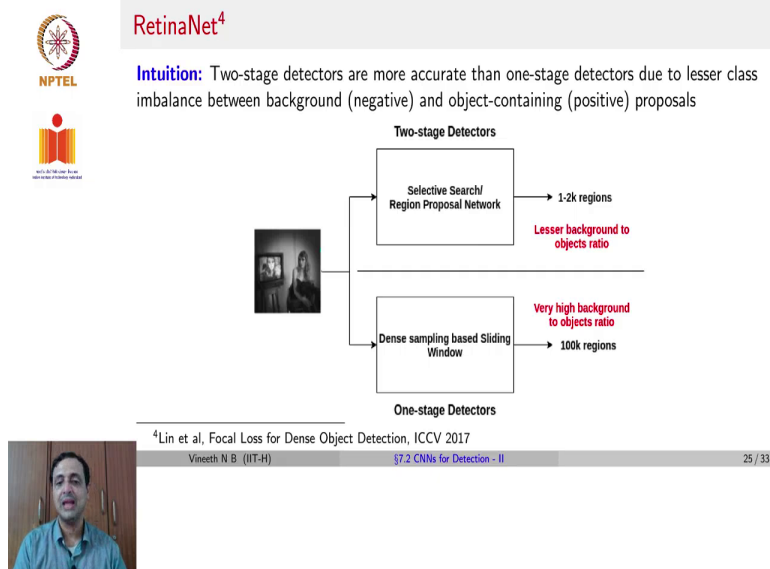 RetinaNet⁴
NPTEL
Intuition: Two-stage detectors are more accurate than one-stage detectors due to lesser class
imbalance between background (negative) and object-containing (positive) proposals
Two-stage Detectors
Selective Search/
Region Proposal Network
1-2k regions
Lesser background to
objects ratio
Very high background
to objects ratio
Dense sampling based Sliding
Window
100k regions
One-stage Detectors
⁴Lin et al, Focal Loss for Dense Object Detection, ICCV 2017
Vineeth N B (IIT-H)
§7.2 CNNs for Detection - II
25 / 33